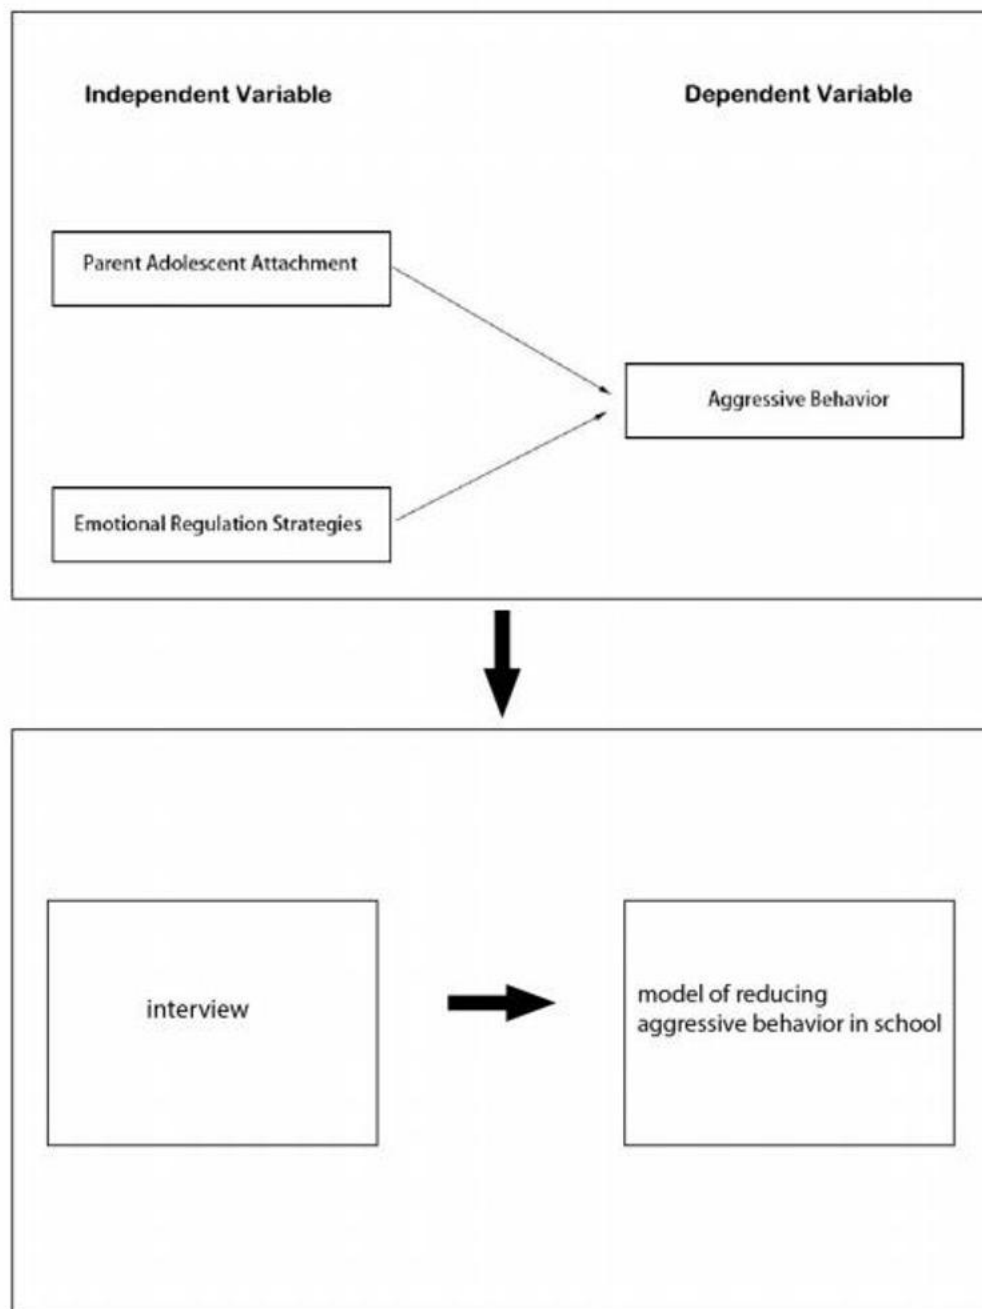 Independent Variable
Dependent Variable
Parent Adolescent Attachment
Aggressive Behavior
Emotional Regulation Strategies
interview
model of reducing
aggressive behavior in school